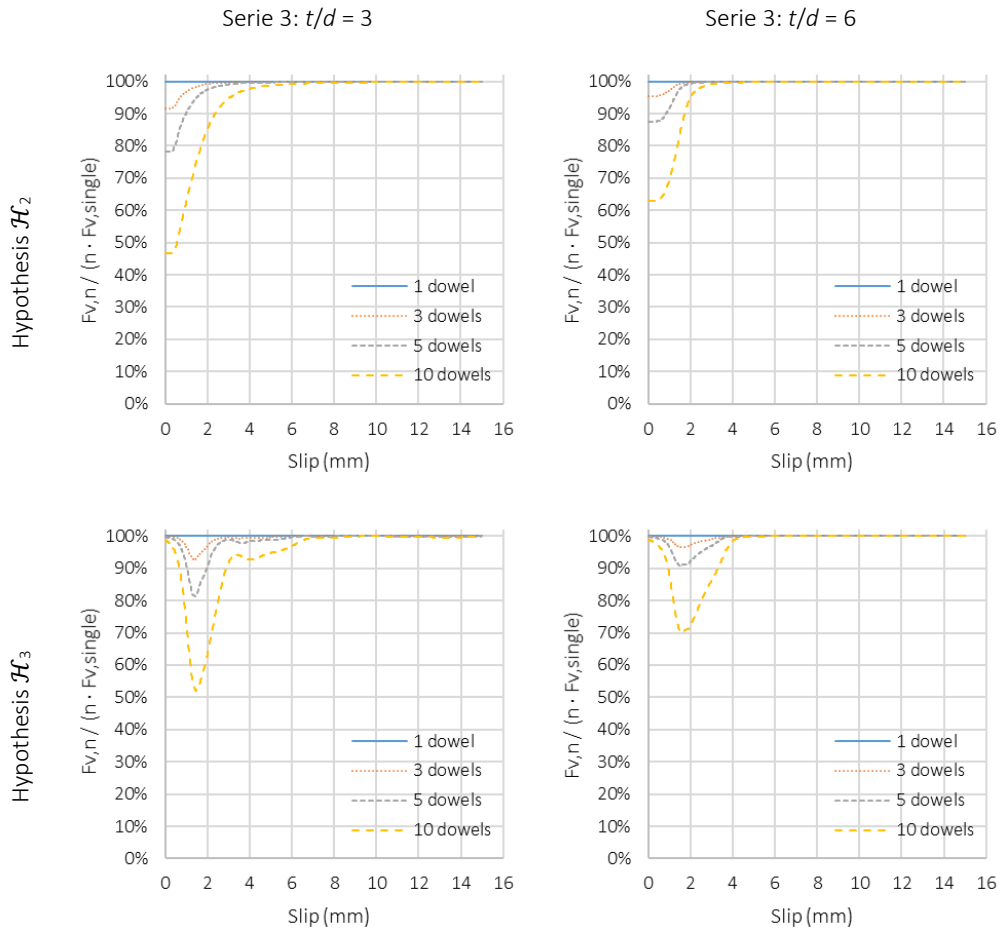 Serie 3: t/d = 3
Serie 3: t/d = 6
Hypothesis ℋ2
Fv,n / (n · Fv,single)
100%
90%
80%
70%
60%
50%
40%
30%
20%
10%
0%
1 dowel
3 dowels
5 dowels
10 dowels
0 2 4 6 8 10 12 14 16
Slip (mm)
Fv,n / (n · Fv,single)
100%
90%
80%
70%
60%
50%
40%
30%
20%
10%
0%
1 dowel
3 dowels
5 dowels
10 dowels
0 2 4 6 8 10 12 14 16
Slip (mm)
Hypothesis ℋ3
Fv,n / (n · Fv,single)
100%
90%
80%
70%
60%
50%
40%
30%
20%
10%
0%
1 dowel
3 dowels
5 dowels
10 dowels
0 2 4 6 8 10 12 14 16
Slip (mm)
Fv,n / (n · Fv,single)
100%
90%
80%
70%
60%
50%
40%
30%
20%
10%
0%
1 dowel
3 dowels
5 dowels
10 dowels
0 2 4 6 8 10 12 14 16
Slip (mm)